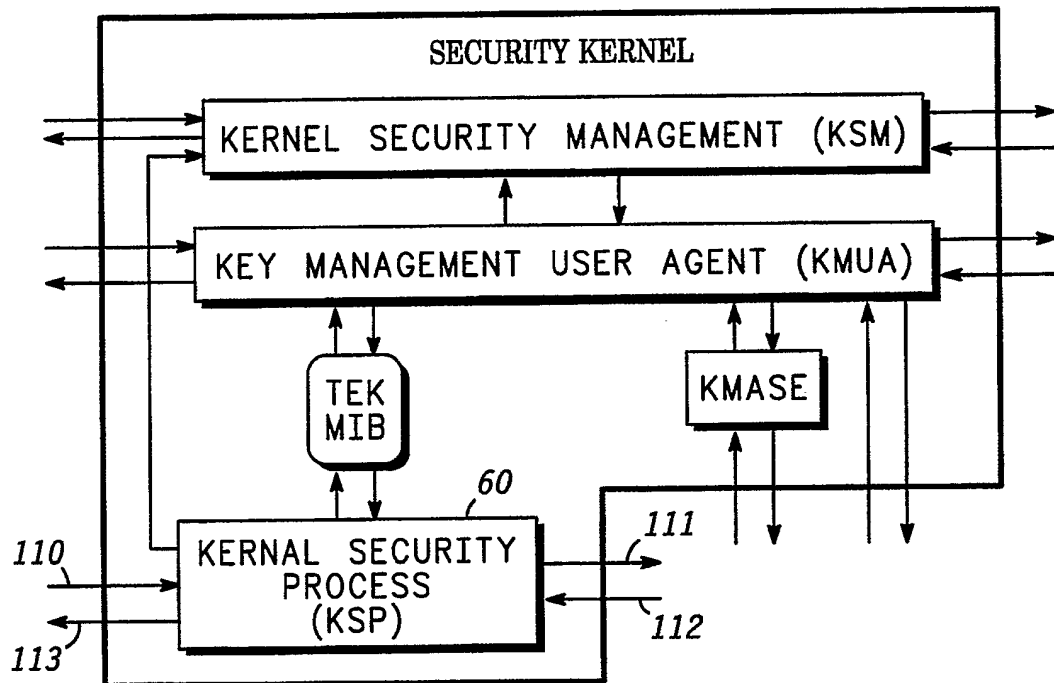 SECURITY KERNEL
KERNEL SECURITY MANAGEMENT (KSM)
KEY MANAGEMENT USER AGENT (KMUA)
TEK
MIB
KMASE
60
KERNAL SECURITY
PROCESS
(KSP)
110
111
112
113